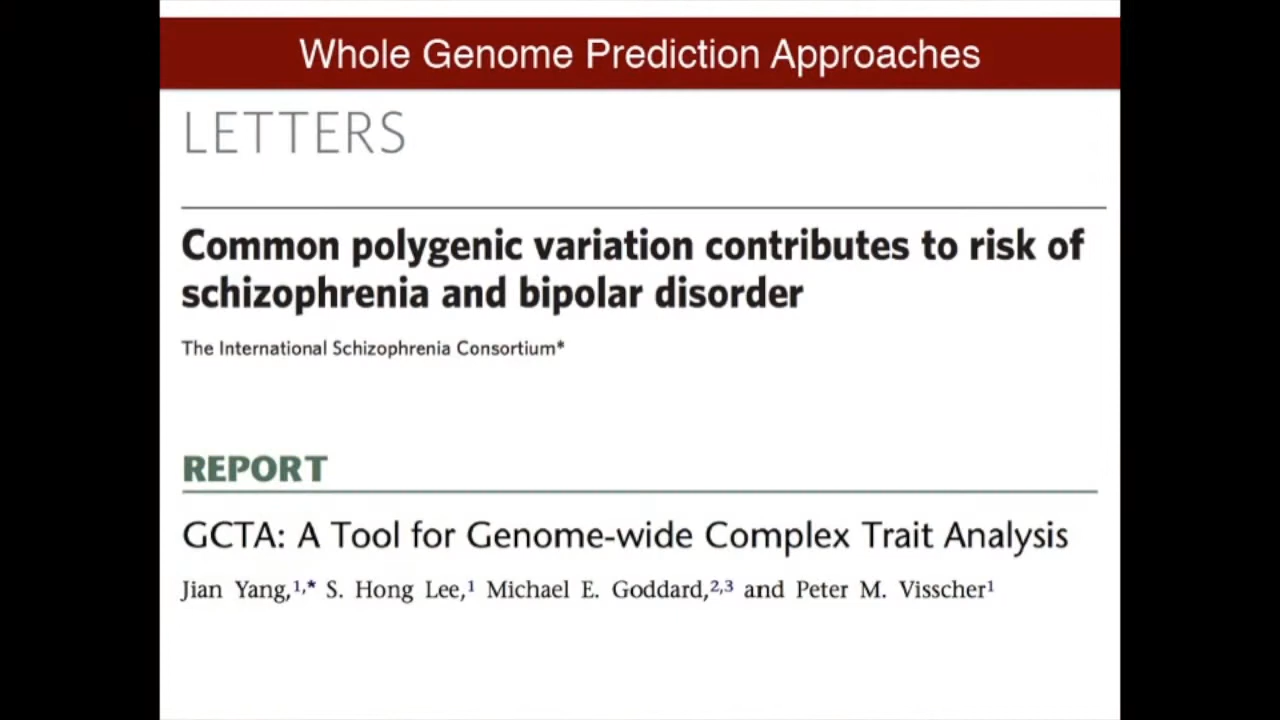 Whole Genome Prediction Approaches
LETTERS
Common polygenic variation contributes to risk of
schizophrenia and bipolar disorder
The International Schizophrenia Consortium*
REPORT
GCTA: A Tool for Genome-wide Complex Trait Analysis
Jian Yang,1,* S. Hong Lee,1 Michael E. Goddard,2,3 and Peter M. Visscher1